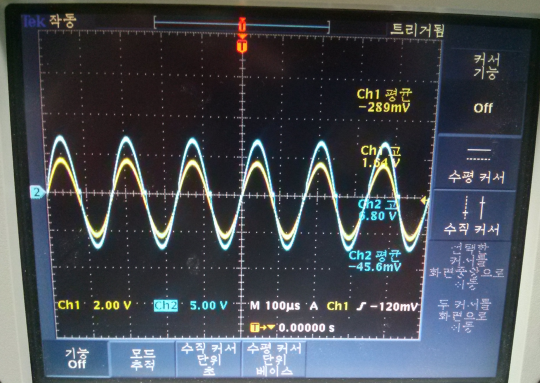 Tek 작동
트리거됨
T
T
커서
기능
Off
Ch1 평균
-289mV
Ch1 고
Ch2 고
6.80 V
Ch2 평균
-45.6mV
2
수평 커서
수직 커서
선택한
커서를
화면중앙으로
이동
두 커서를
화면으로
이동
Ch1 2.00 V Ch2 5.00 V M 100µs A Ch1 ∫ -120mV
T→▼ 0.00000 s
기능
Off
모드
추적
수직 커서
단위
초
수평 커서
단위
베이스